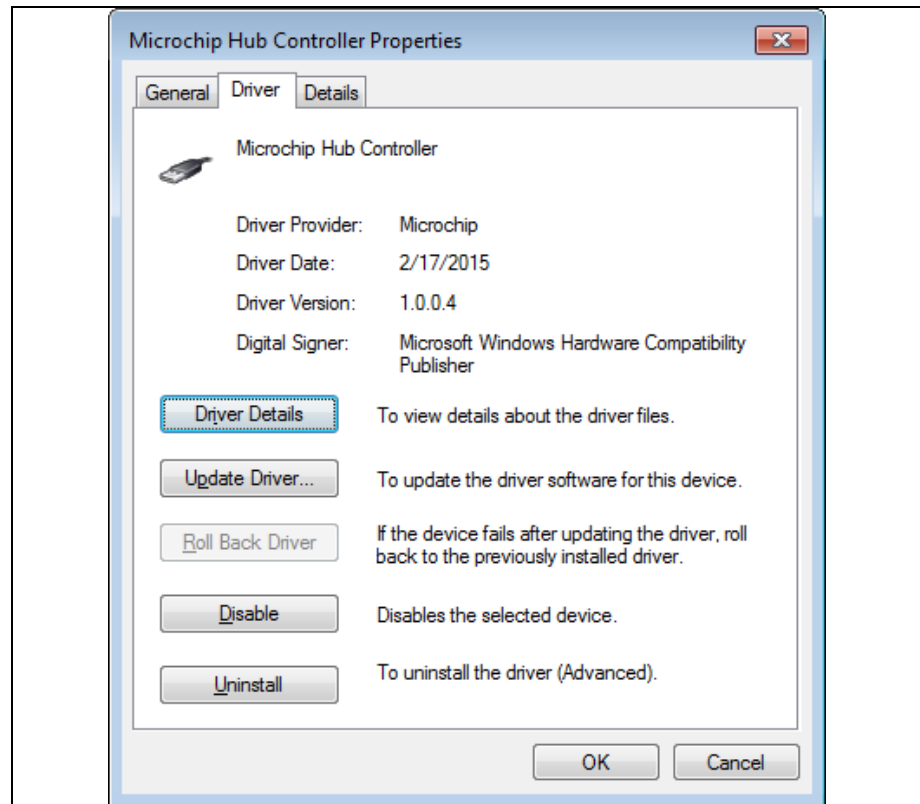 Microchip Hub Controller Properties
General
Driver
Details
Microchip Hub Controller
Driver Provider: Microchip
Driver Date: 2/17/2015
Driver Version: 1.0.0.4
Digital Signer: Microsoft Windows Hardware Compatibility
Publisher
Driver Details To view details about the driver files.
Update Driver... To update the driver software for this device.
Roll Back Driver If the device fails after updating the driver, roll
back to the previously installed driver.
Disable Disables the selected device.
Uninstall To uninstall the driver (Advanced).
OK Cancel